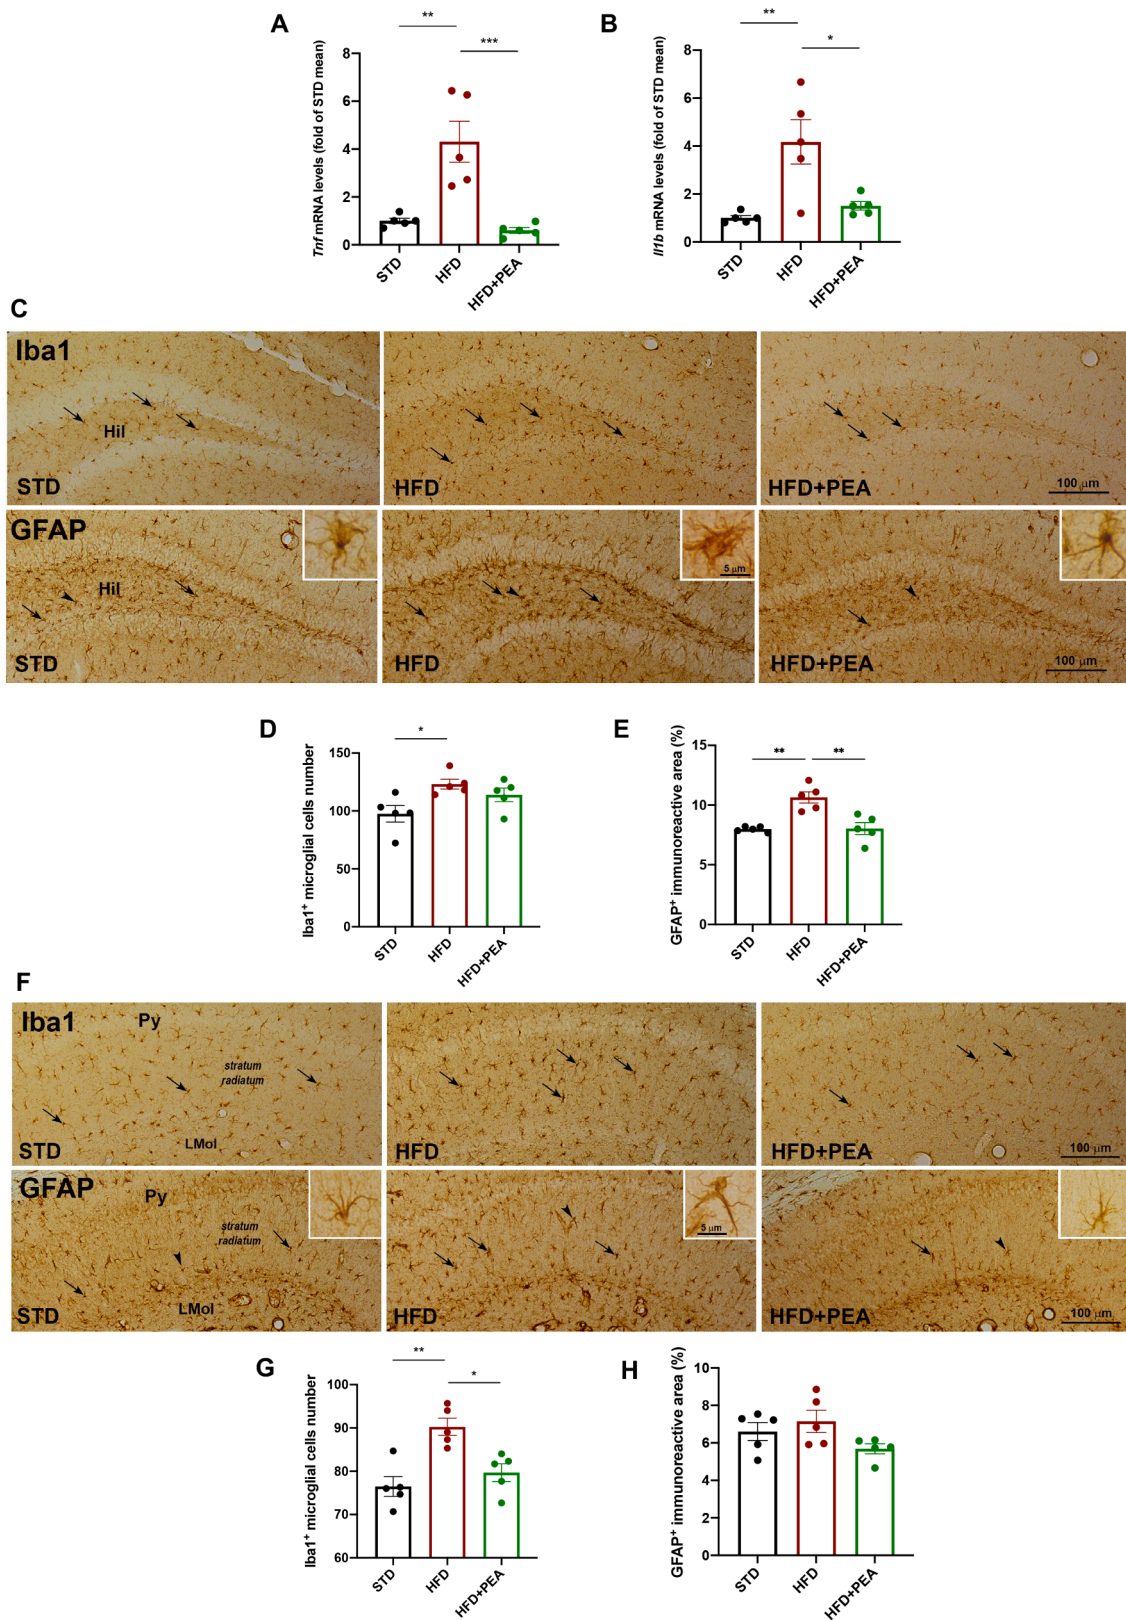 A
**
***
Tnf mRNA levels (fold of STD mean)
8
6
4
2
0
STD
HFD
HFD+PEA
B
**
*
Il1b mRNA levels (fold of STD mean)
8
6
4
2
0
STD
HFD
HFD+PEA
C
Iba1
Hil
STD
HFD
HFD+PEA
100 µm
GFAP
Hil
STD
5 µm
HFD
HFD+PEA
100 µm
D
*
Iba1+ microglial cells number
150
100
50
0
STD
HFD
HFD+PEA
E
**
**
GFAP+ immunoreactive area (%)
15
10
5
0
STD
HFD
HFD+PEA
F
Iba1
Py
stratum
radiatum
LMol
STD
HFD
HFD+PEA
100 µm
GFAP
Py
stratum
radiatum
LMol
STD
5 µm
HFD
HFD+PEA
100 µm
G
**
*
Iba1+ microglial cells number
100
90
80
70
60
STD
HFD
HFD+PEA
H
GFAP+ immunoreactive area (%)
10
8
6
4
2
0
STD
HFD
HFD+PEA